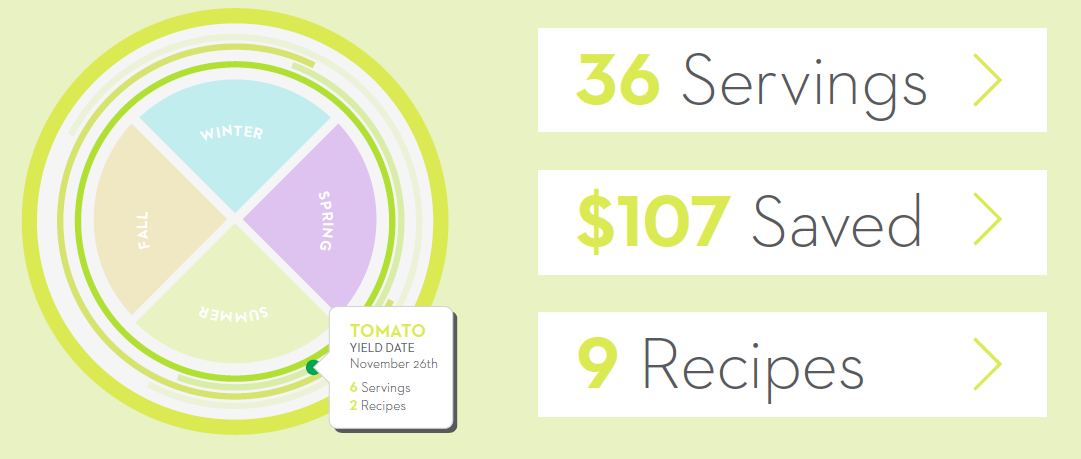 WINTER
SPRING
SUMMER
FALL
TOMATO
YIELD DATE
November 26th
6 Servings
2 Recipes
36 Servings
$107 Saved
9 Recipes